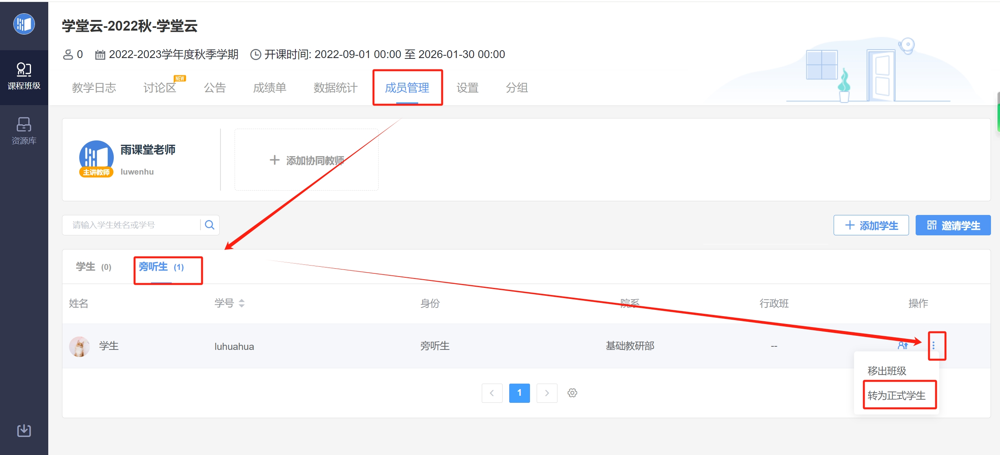 学堂云-2022秋-学堂云
0 2022-2023学年度秋季学期 开课时间: 2022-09-01 00:00 至 2026-01-30 00:00
课程班级
资源库
教学日志 讨论区 NEW 公告 成绩单 数据统计 成员管理 设置 分组
雨课堂老师
主讲教师 luwenhu
添加协同教师
请输入学生姓名或学号
添加学生 邀请学生
学生 (0) 旁听生 (1)
姓名 学号 身份 院系 行政班 操作
学生 luhuahua 旁听生 基础教研部 --
移出班级
转为正式学生
1